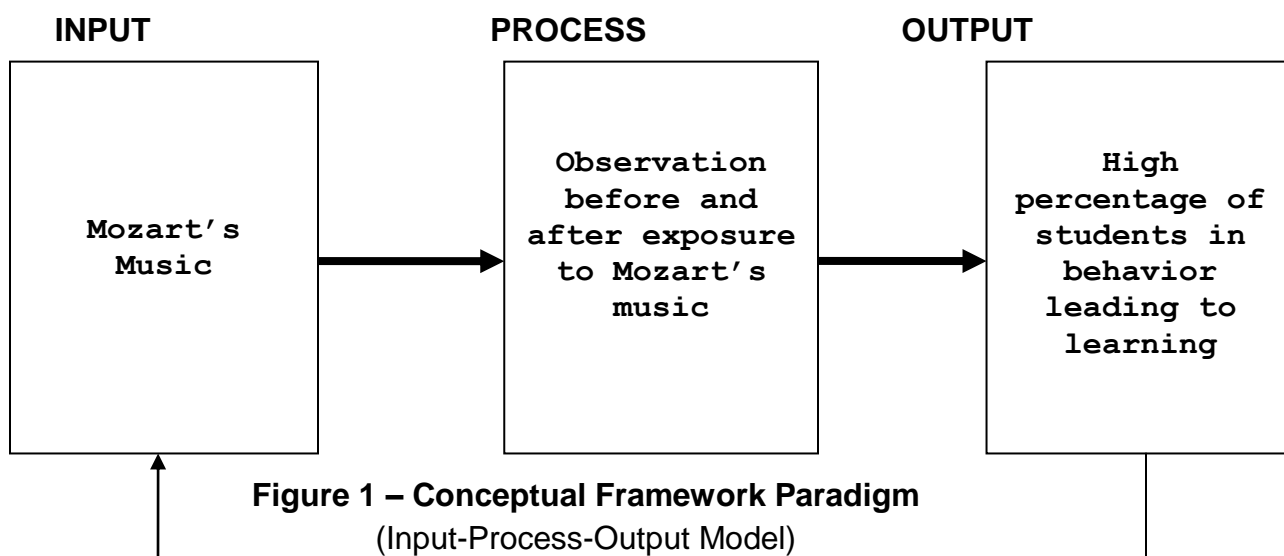 INPUT
PROCESS
OUTPUT
Mozart’s
Music
Observation
before and
after exposure
to Mozart’s
music
High
percentage of
students in
behavior
leading to
learning
Figure 1 – Conceptual Framework Paradigm
(Input-Process-Output Model)